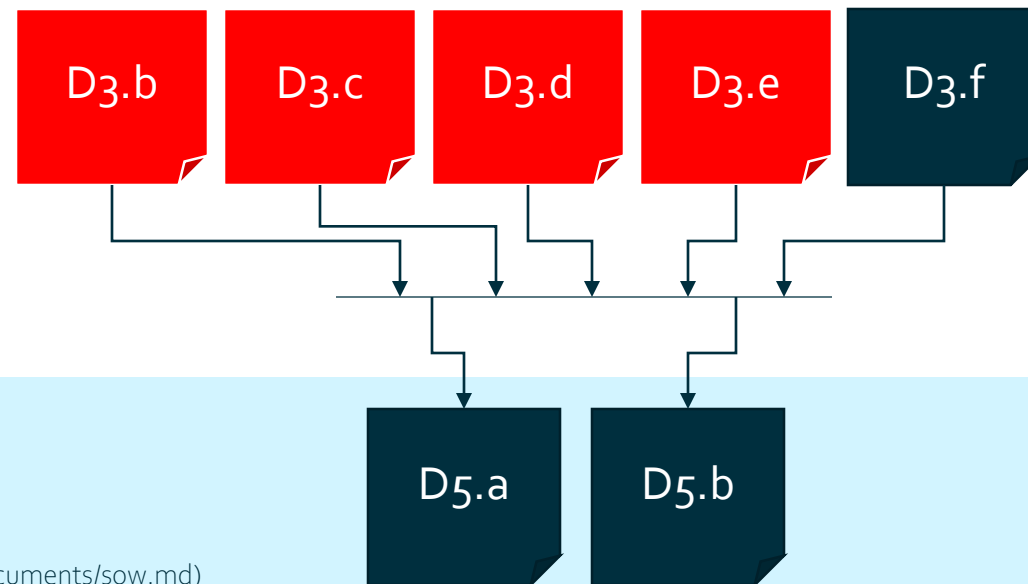 D3.b
D3.c
D3.d
D3.e
D3.f
D5.a
D5.b
cuments/sow.md)